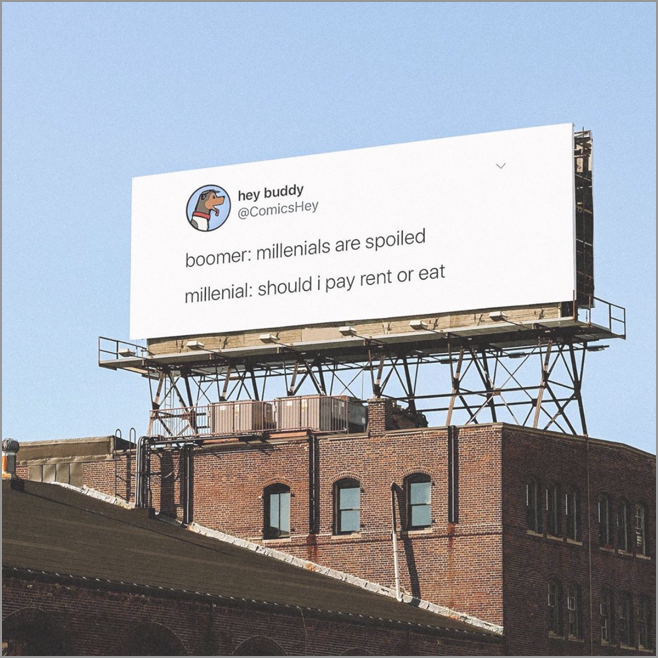 hey buddy
@ComicsHey
boomer: millenials are spoiled
millenial: should i pay rent or eat